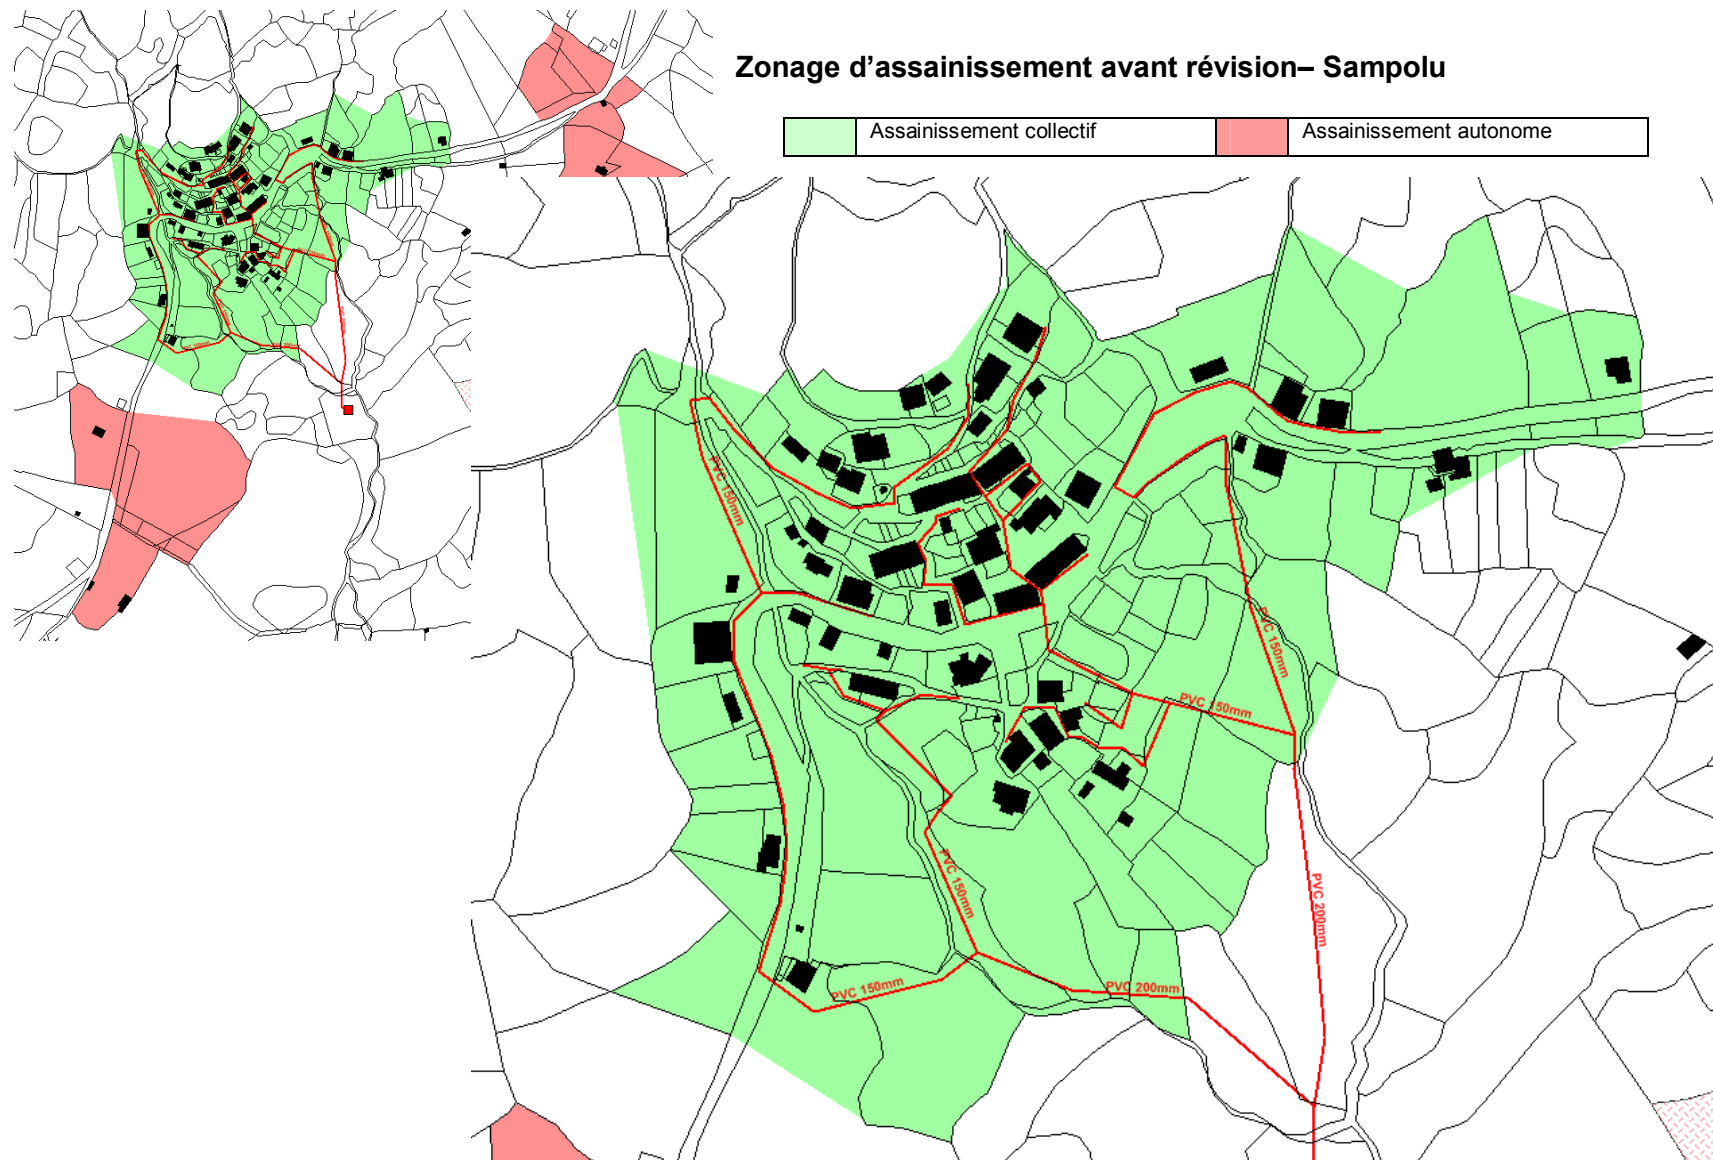 Zonage d’assainissement avant révision– Sampolu
Assainissement collectif
Assainissement autonome
PVC 150mm
PVC 150mm
PVC 150mm
PVC 150mm
PVC 200mm
PVC 150mm
PVC 200mm